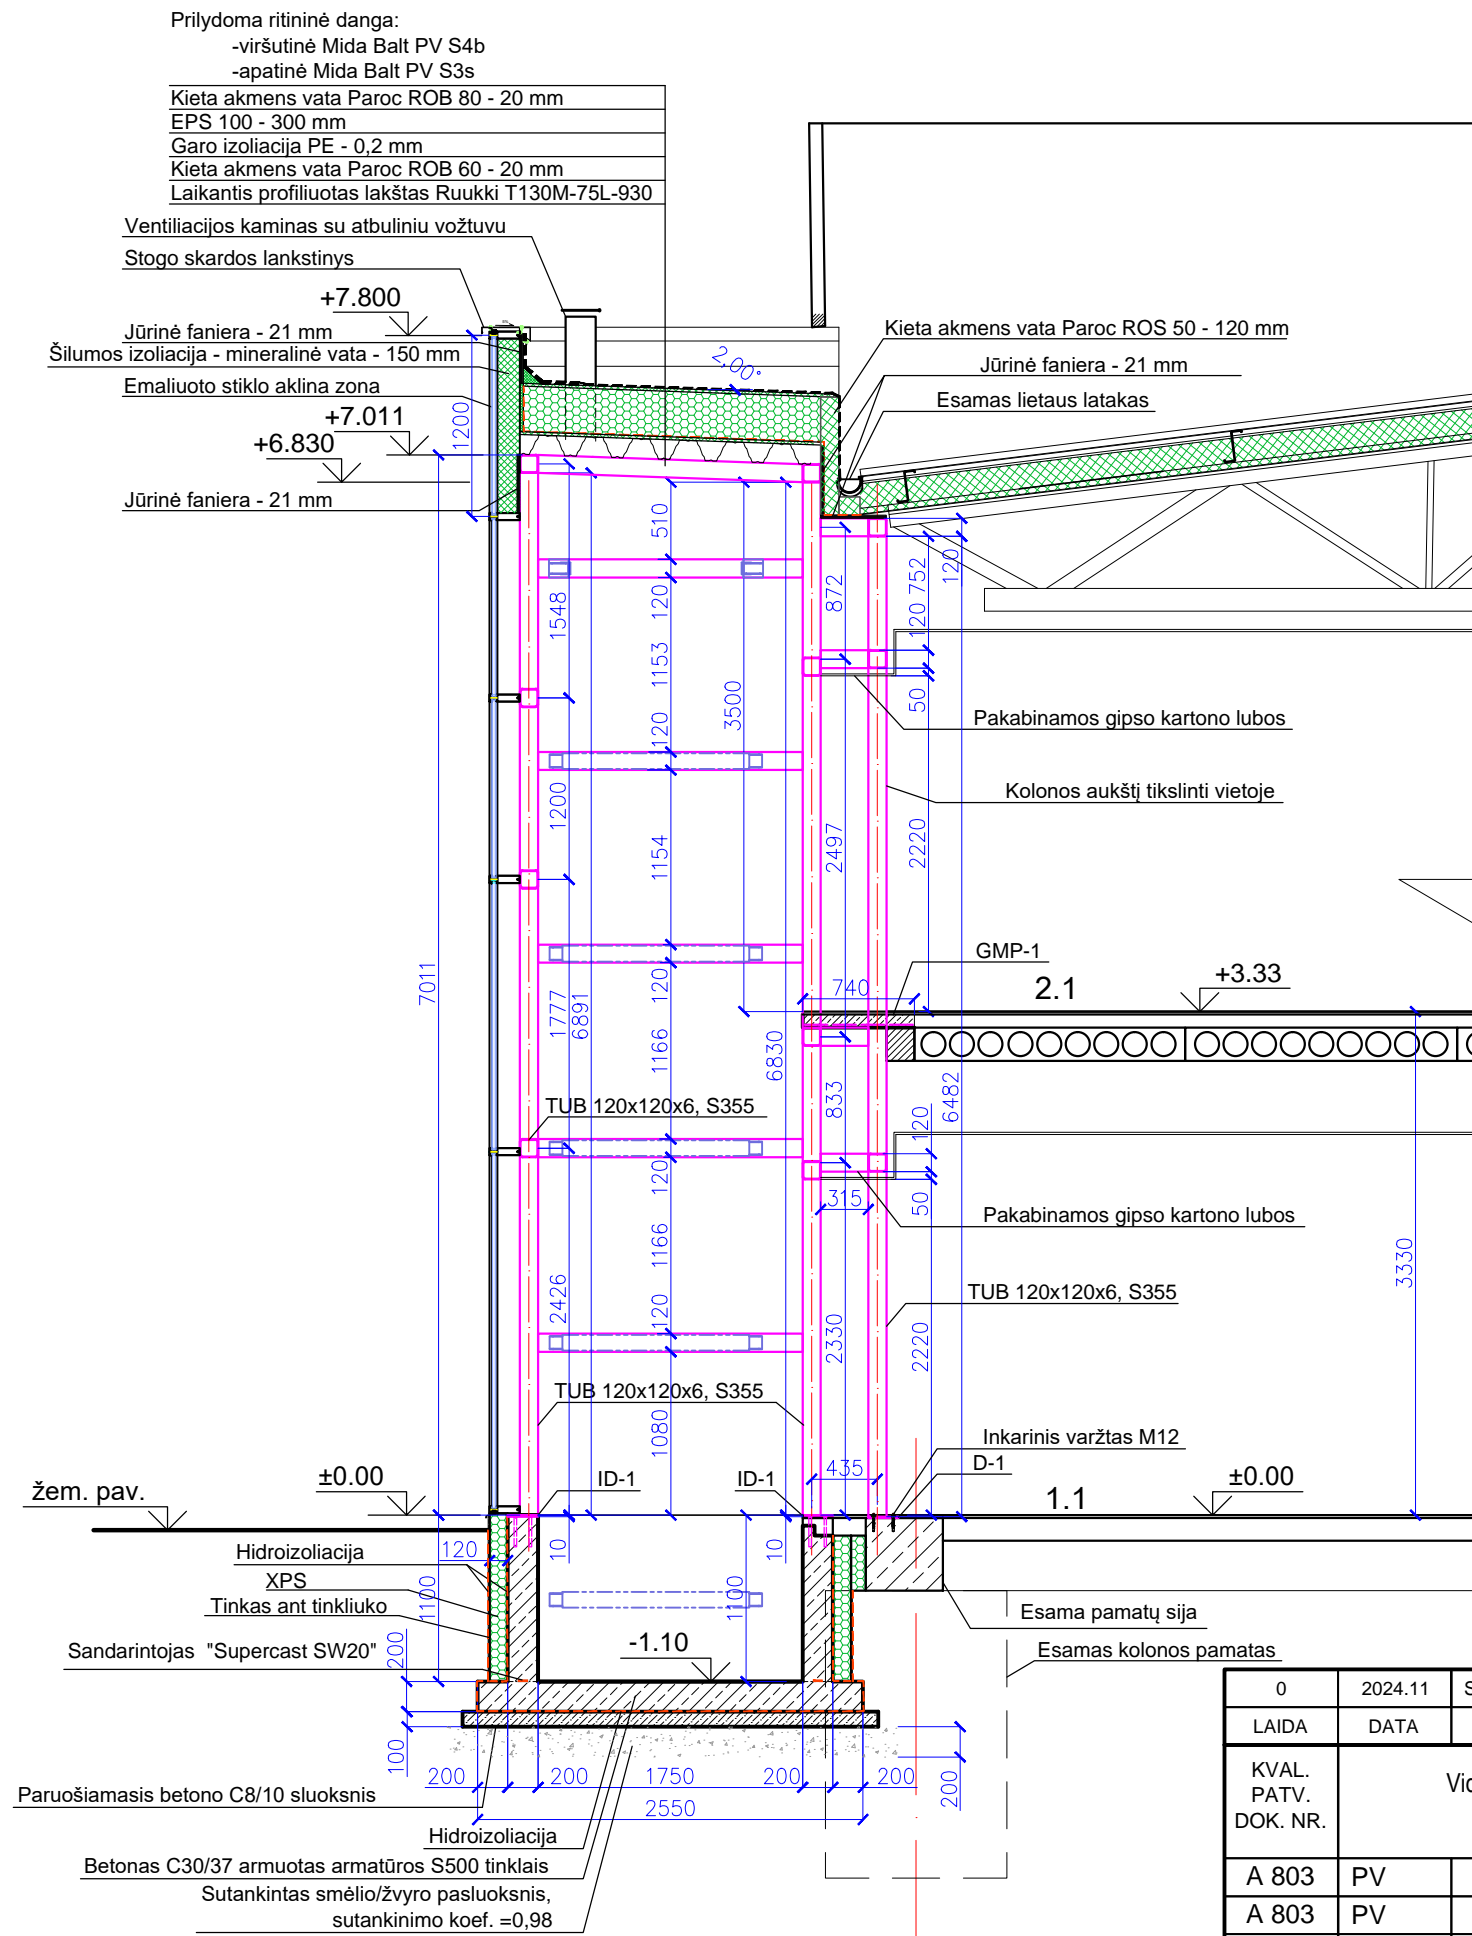 Prilydoma ritininė danga:
-viršutinė Mida Balt PV S4b
-apatinė Mida Balt PV S3s
Kieta akmens vata Paroc ROB 80 - 20 mm
EPS 100 - 300 mm
Garo izoliacija PE - 0,2 mm
Kieta akmens vata Paroc ROB 60 - 20 mm
Laikantis profiliuotas lakštas Ruukki T130M-75L-930
Ventiliacijos kaminas su atbuliniu vožtuvu
Stogo skardos lankstinys
+7.800
Jūrinė faniera - 21 mm
Šilumos izoliacija - mineralinė vata - 150 mm
Emaliuoto stiklo aklina zona
+7.011
+6.830
Jūrinė faniera - 21 mm
1200
2,00°
Kieta akmens vata Paroc ROS 50 - 120 mm
Jūrinė faniera - 21 mm
Esamas lietaus latakas
510
120
1548
1153
120
3500
872
752
120
120
50
Pakabinamos gipso kartono lubos
Kolonos aukštį tikslinti vietoje
1200
1154
2497
2220
7011
1777
6891
120
1166
6830
740
GMP-1
2.1
+3.33
833
6482
120
TUB 120x120x6, S355
120
315
50
Pakabinamos gipso kartono lubos
1166
2426
120
2330
2220
TUB 120x120x6, S355
3330
TUB 120x120x6, S355
1080
Inkarinis varžtas M12
D-1
435
ID-1
ID-1
±0.00
žem. pav.
1.1
±0.00
10
10
120
1100
1100
Hidroizoliacija
XPS
Tinkas ant tinkliuko
Sandarintojas "Supercast SW20"
-1.10
Esama pamatų sija
Esamas kolonos pamatas
200
100
200
200
1750
200
200
200
2550
Paruošiamasis betono C8/10 sluoksnis
Hidroizoliacija
Betonas C30/37 armuotas armatūros S500 tinklais
Sutankintas smėlio/žvyro pasluoksnis,
sutankinimo koef. =0,98
0 2024.11 S
LAIDA DATA
KVAL.
PATV.
DOK. NR.
A 803 PV
A 803 PV